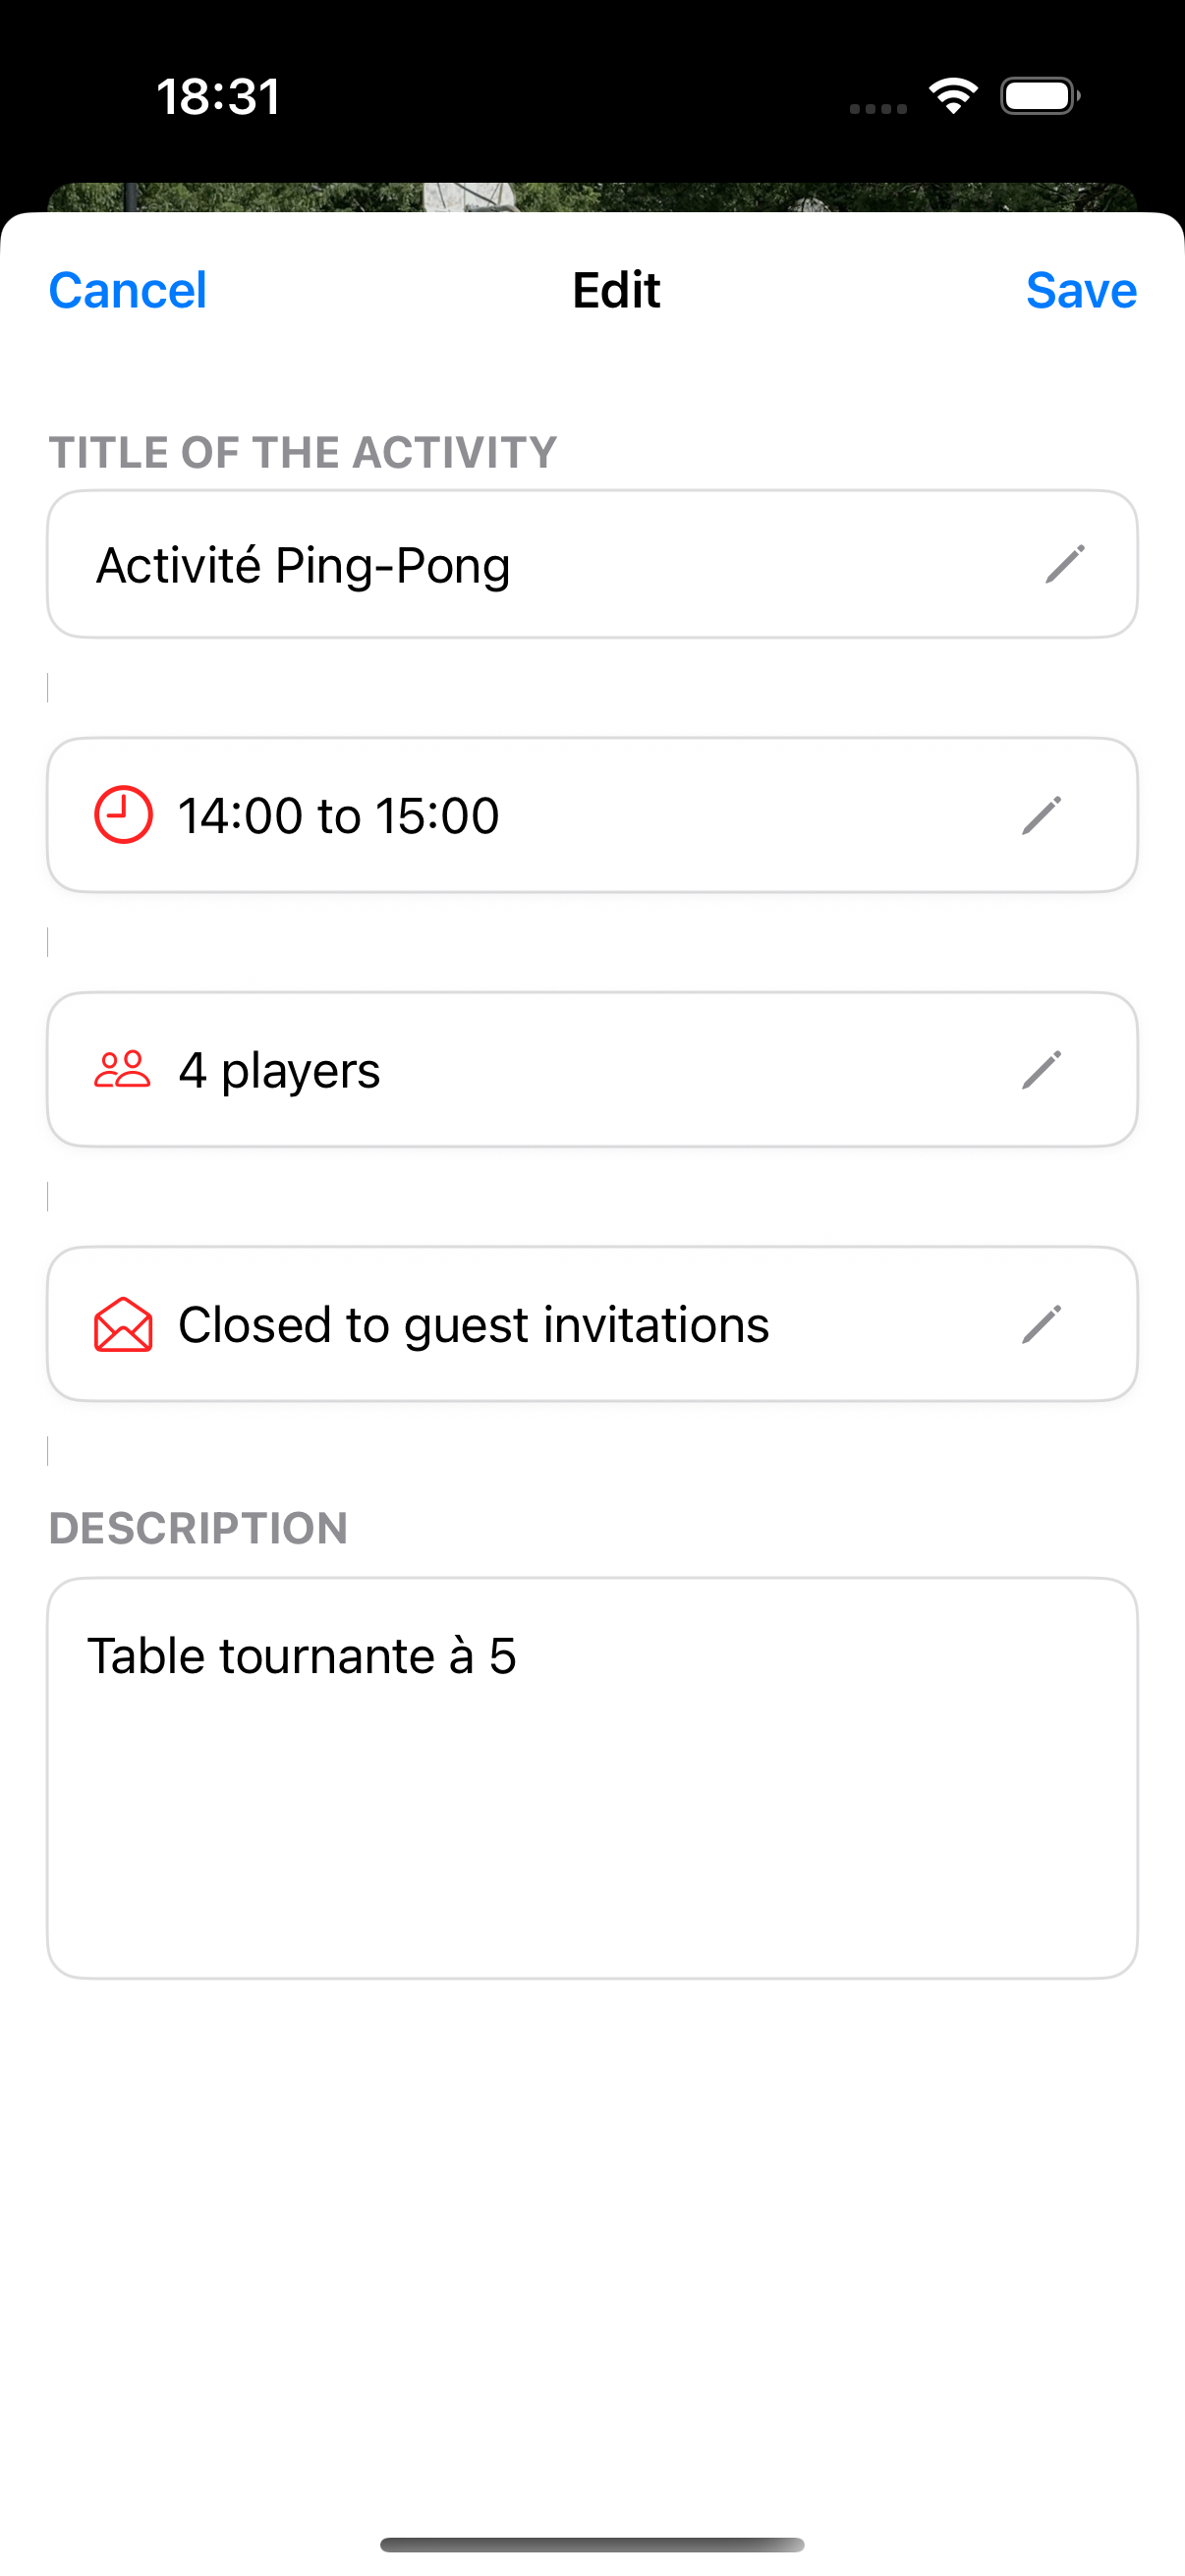 18:31
Cancel Edit Save
TITLE OF THE ACTIVITY
Activité Ping-Pong
14:00 to 15:00
4 players
Closed to guest invitations
DESCRIPTION
Table tournante à 5